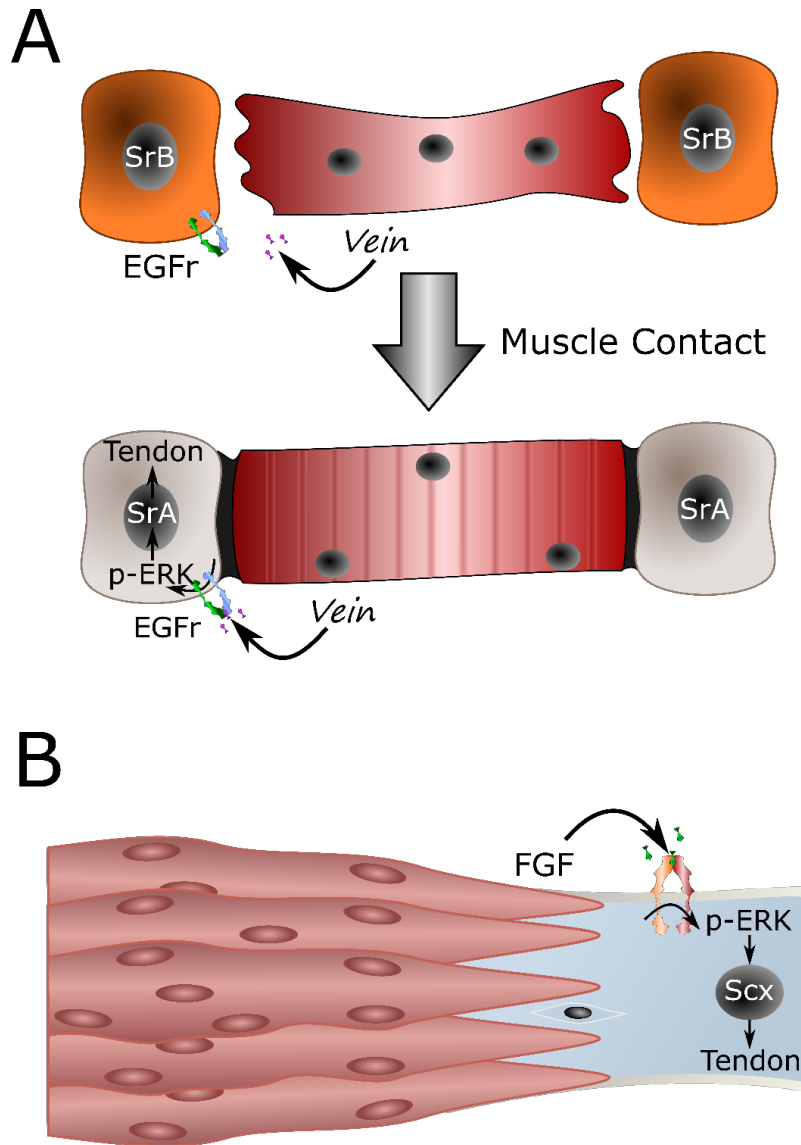 A
SrB
SrB
EGFr
Vein
Muscle Contact
Tendon
SrA
SrA
p-ERK
EGFr
Vein
B
FGF
p-ERK
Scx
Tendon